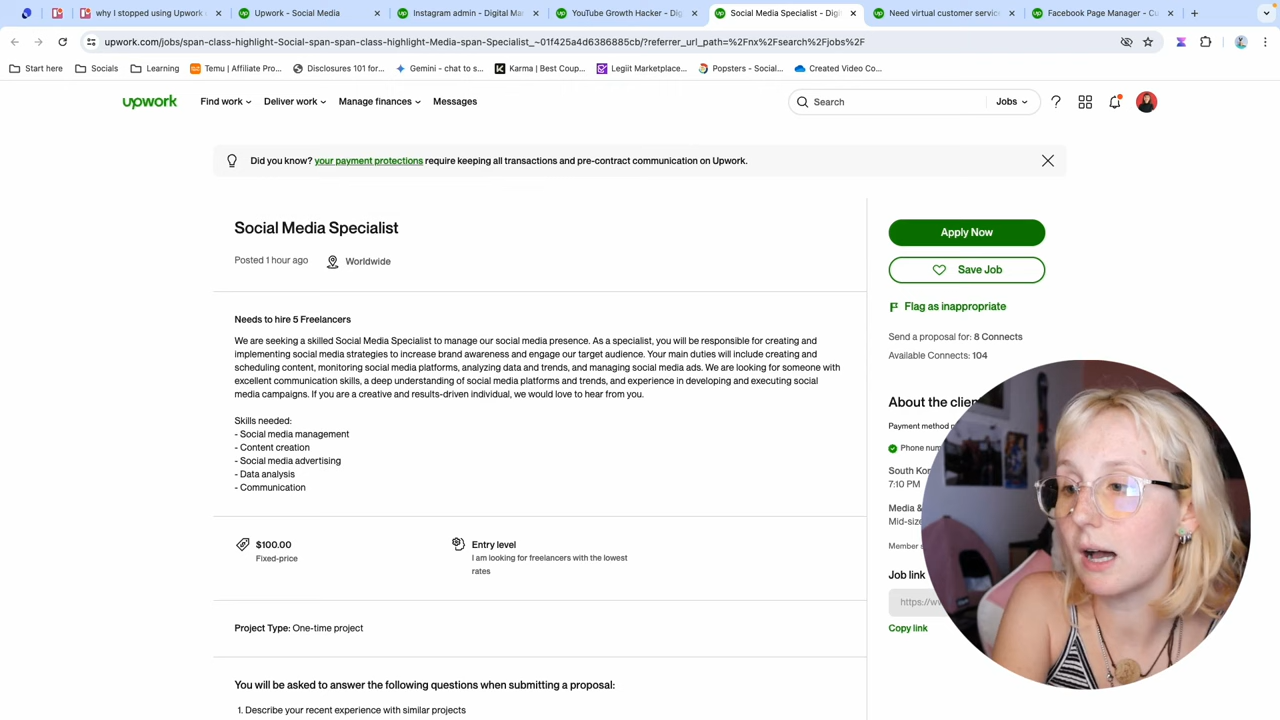 why I stopped using Upwork
Upwork - Social Media
Instagram admin - Digital Ma
YouTube Growth Hacker - Dig
Social Media Specialist - Digi
Need virtual customer servic
Facebook Page Manager - Cu
upwork.com/jobs/span-class-highlight-Social-span-span-class-highlight-Media-span-Specialist_~01f425a4d6386885cb/?referrer_url_path=%2Fnx%2Fsearch%2Fjobs%2F
Start here
Socials
Learning
Temu | Affiliate Pro...
Disclosures 101 for...
Gemini - chat to s...
Karma | Best Coup...
Legiit Marketplace...
Popsters - Social...
Created Video Co...
upwork
Find work
Deliver work
Manage finances
Messages
Search
Jobs
Did you know? your payment protections require keeping all transactions and pre-contract communication on Upwork.
Social Media Specialist
Posted 1 hour ago
Worldwide
Needs to hire 5 Freelancers
We are seeking a skilled Social Media Specialist to manage our social media presence. As a specialist, you will be responsible for creating and
implementing social media strategies to increase brand awareness and engage our target audience. Your main duties will include creating and
scheduling content, monitoring social media platforms, analyzing data and trends, and managing social media ads. We are looking for someone with
excellent communication skills, a deep understanding of social media platforms and trends, and experience in developing and executing social
media campaigns. If you are a creative and results-driven individual, we would love to hear from you.
Skills needed:
- Social media management
- Content creation
- Social media advertising
- Data analysis
- Communication
$100.00
Fixed-price
Entry level
I am looking for freelancers with the lowest
rates
Project Type: One-time project
You will be asked to answer the following questions when submitting a proposal:
1. Describe your recent experience with similar projects
Apply Now
Save Job
Flag as inappropriate
Send a proposal for: 8 Connects
Available Connects: 104
About the clien
Payment method
Phone num
South Kor
7:10 PM
Media &
Mid-size
Member s
Job link
https://ww
Copy link